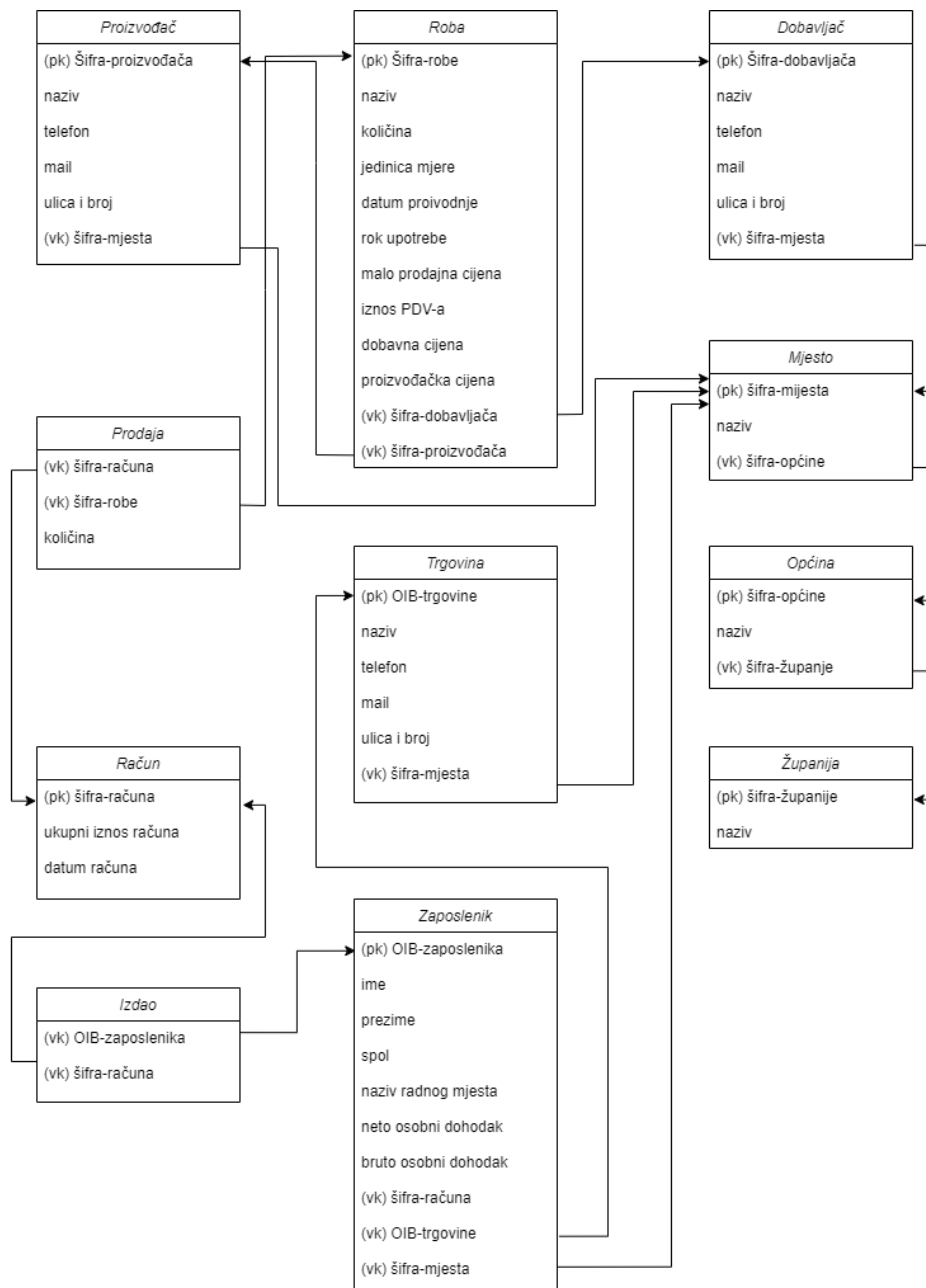 Proizvođač
(pk) Šifra-proizvođača
naziv
telefon
mail
ulica i broj
(vk) šifra-mjesta
Roba
(pk) Šifra-robe
naziv
količina
jedinica mjere
datum proivodnje
rok upotrebe
malo prodajna cijena
iznos PDV-a
dobavna cijena
proizvođačka cijena
(vk) šifra-dobavljača
(vk) šifra-proizvođača
Dobavljač
(pk) Šifra-dobavljača
naziv
telefon
mail
ulica i broj
(vk) šifra-mjesta
Mjesto
(pk) šifra-mijesta
naziv
(vk) šifra-općine
Prodaja
(vk) šifra-računa
(vk) šifra-robe
količina
Trgovina
(pk) OIB-trgovine
naziv
telefon
mail
ulica i broj
(vk) šifra-mjesta
Općina
(pk) šifra-općine
naziv
(vk) šifra-župánje
Račun
(pk) šifra-računa
ukupni iznos računa
datum računa
Županija
(pk) šifra-županije
naziv
Zaposlenik
(pk) OIB-zaposlenika
ime
prezime
spol
naziv radnog mjesta
neto osobni dohodak
bruto osobni dohodak
(vk) šifra-računa
(vk) OIB-trgovine
(vk) šifra-mjesta
Izdao
(vk) OIB-zaposlenika
(vk) šifra-računa